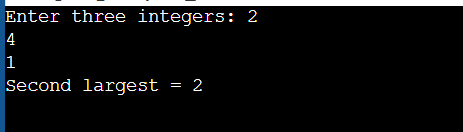 Enter three integers: 2
4
1
Second largest = 2